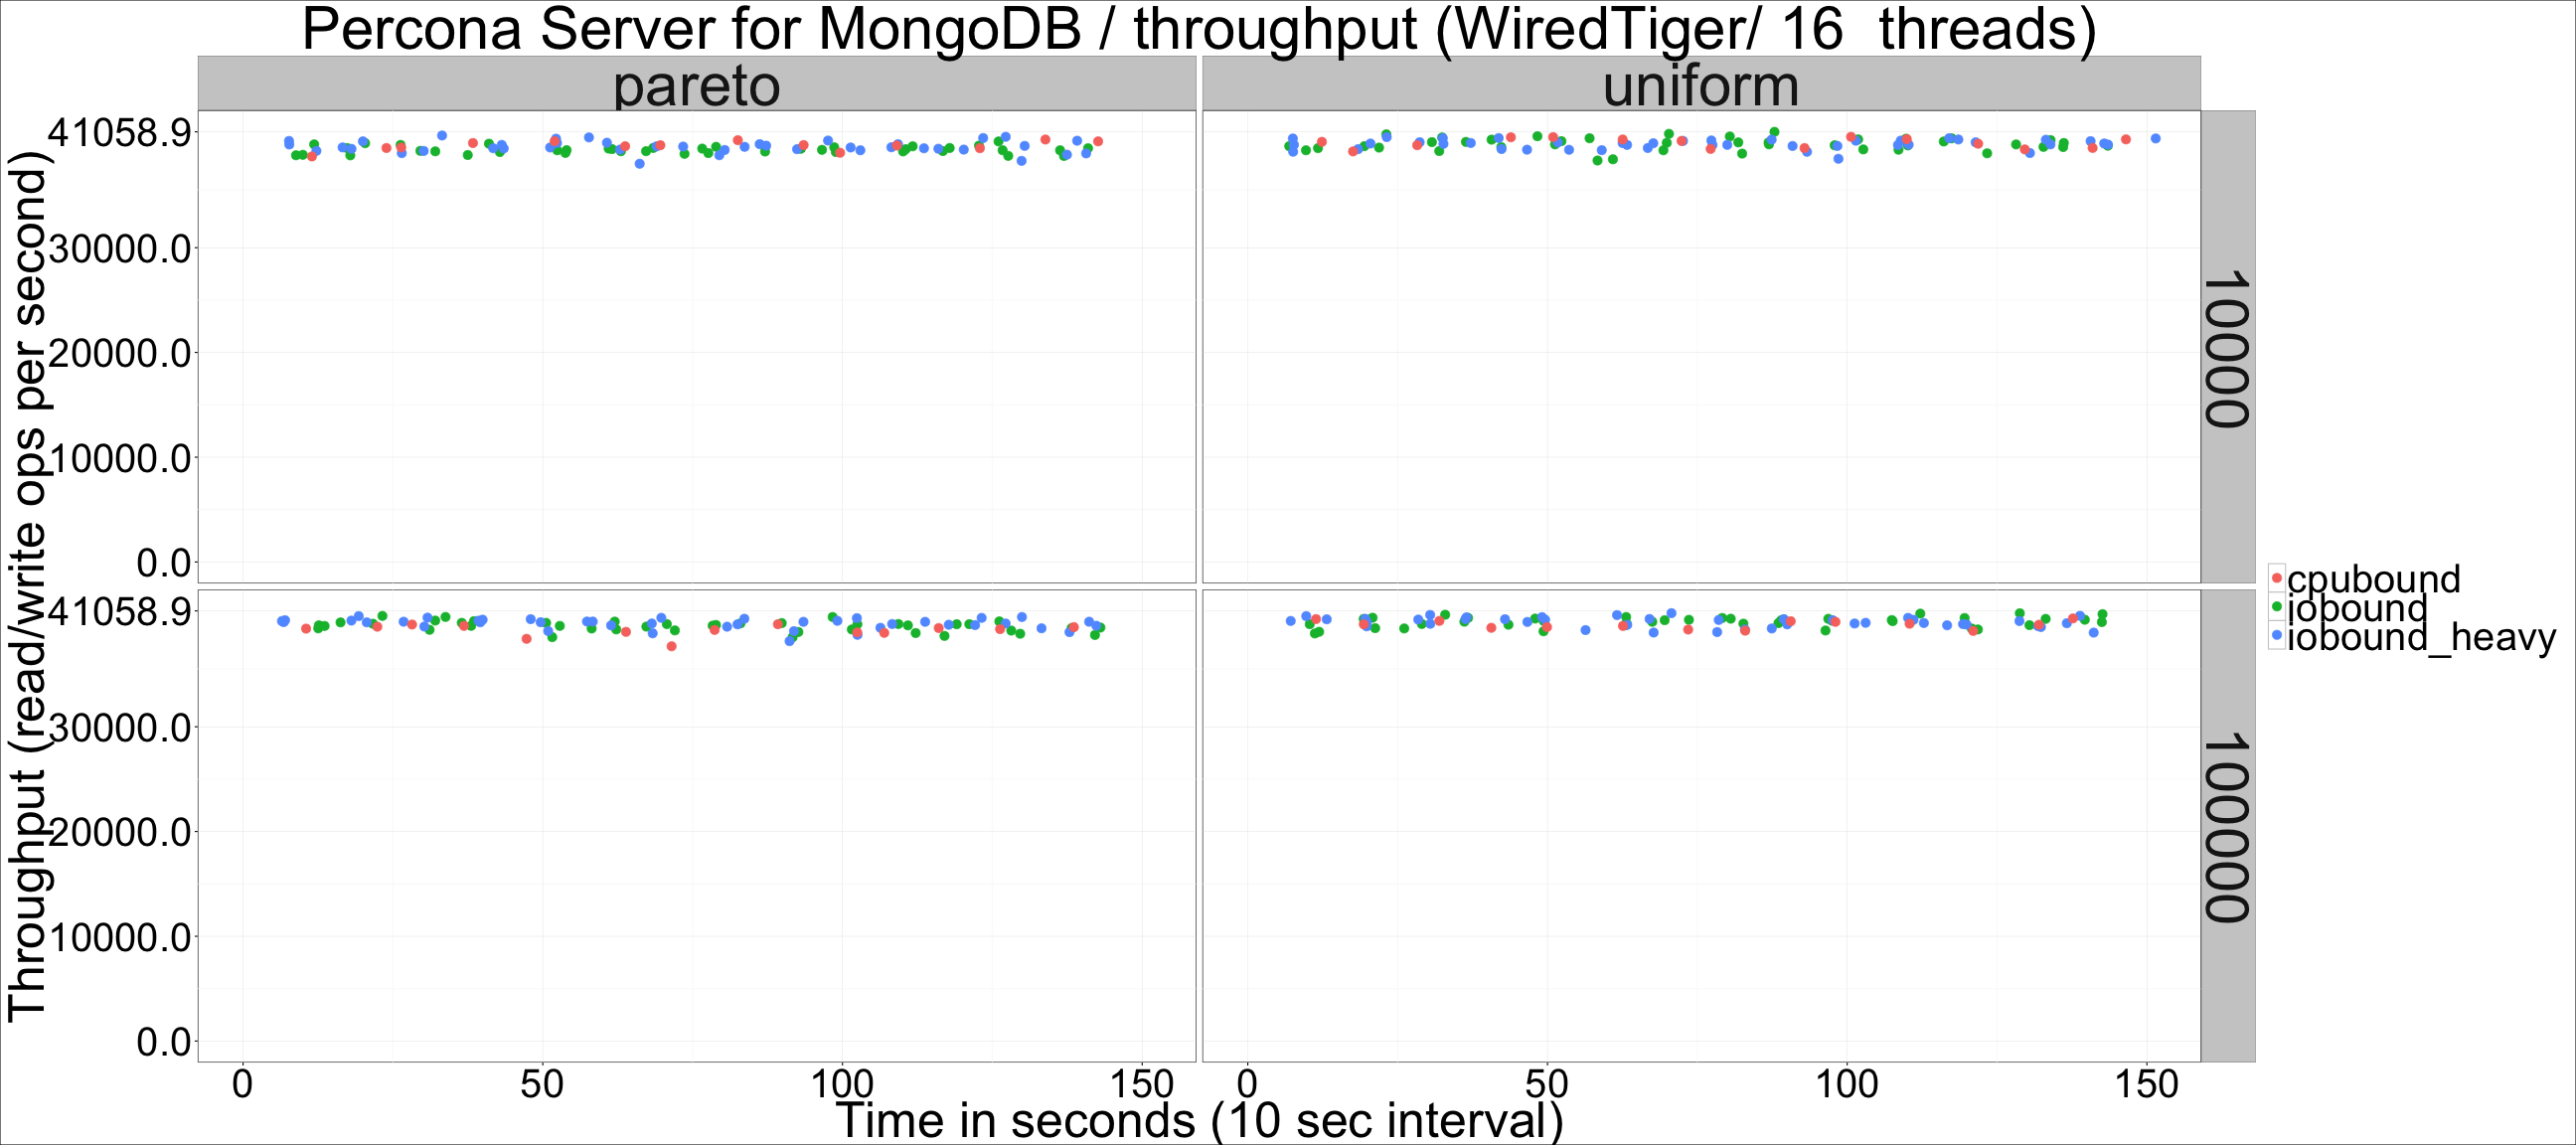 Percona Server for MongoDB / throughput (WiredTiger/ 16  threads)
pareto
uniform
Throughput (read/write ops per second)
41058.9
30000.0
20000.0
10000.0
0.0
10000
41058.9
30000.0
20000.0
10000.0
0.0
100000
cpubound
iobound
iobound_heavy
0 50 100 150 0 50 100 150
Time in seconds (10 sec interval)